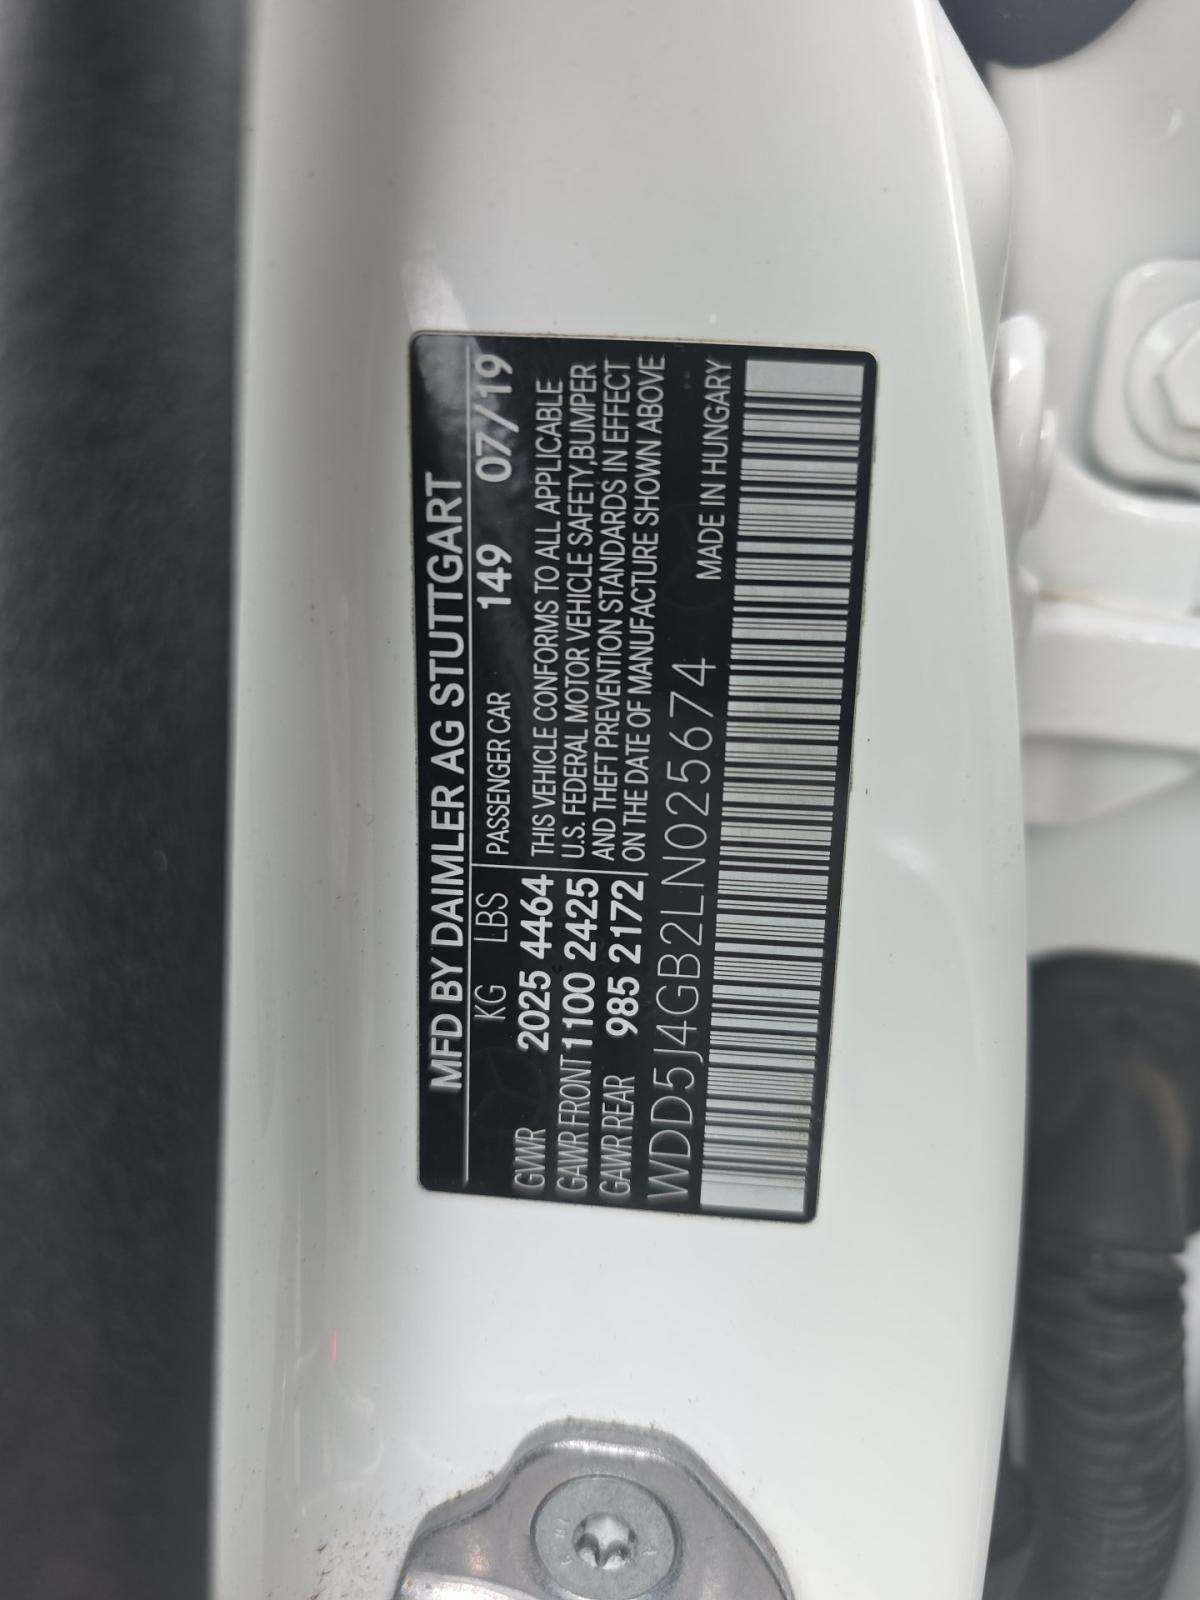 MFD BY DAIMLER AG STUTTGART
KG LBS PASSENGER CAR 149 07/19
GVWR 2025 4464 THIS VEHICLE CONFORMS TO ALL APPLICABLE
GAWR FRONT 1100 2425 U.S. FEDERAL MOTOR VEHICLE SAFETY,BUMPER
GAWR REAR 985 2172 AND THEFT PREVENTION STANDARDS IN EFFECT
ON THE DATE OF MANUFACTURE SHOWN ABOVE
WDD5J4GB2LN025674 MADE IN HUNGARY